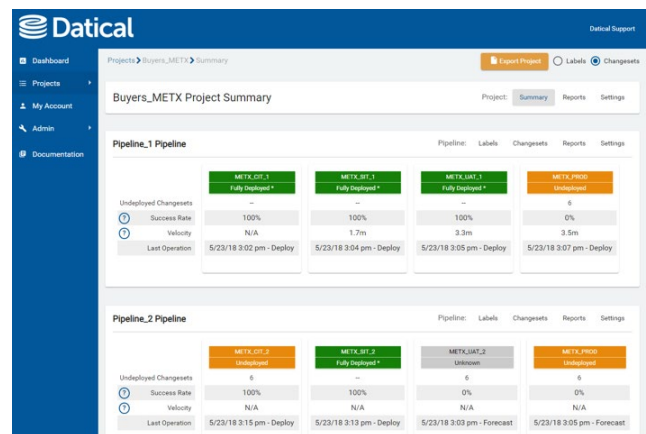 Datical
Datical Support
Dashboard
Projects
My Account
Admin
Documentation
Projects > Buyers_METX > Summary
Export Project
Labels
Changesets
Buyers_METX Project Summary
Project: Summary Reports Settings
Pipeline_1 Pipeline
Pipeline: Labels Changesets Reports Settings
METX_CIT_1 METX_SIT_1 METX_UAT_1 METX_PROD
Fully Deployed * Fully Deployed * Fully Deployed * Undeployed
Undeployed Changesets -- -- -- 6
? Success Rate 100% 100% 100% 0%
? Velocity N/A 1.7m 3.3m 3.5m
Last Operation 5/23/18 3:02 pm - Deploy 5/23/18 3:04 pm - Deploy 5/23/18 3:05 pm - Deploy 5/23/18 3:07 pm - Deploy
Pipeline_2 Pipeline
Pipeline: Labels Changesets Reports Settings
METX_CIT_2 METX_SIT_2 METX_UAT_2 METX_PROD
Undeployed Fully Deployed * Unknown Undeployed
Undeployed Changesets 6 -- 6 6
? Success Rate 100% 100% 0% 0%
? Velocity N/A N/A N/A N/A
Last Operation 5/23/18 3:15 pm - Deploy 5/23/18 3:13 pm - Deploy 5/23/18 3:03 pm - Forecast 5/23/18 3:05 pm - Forecast